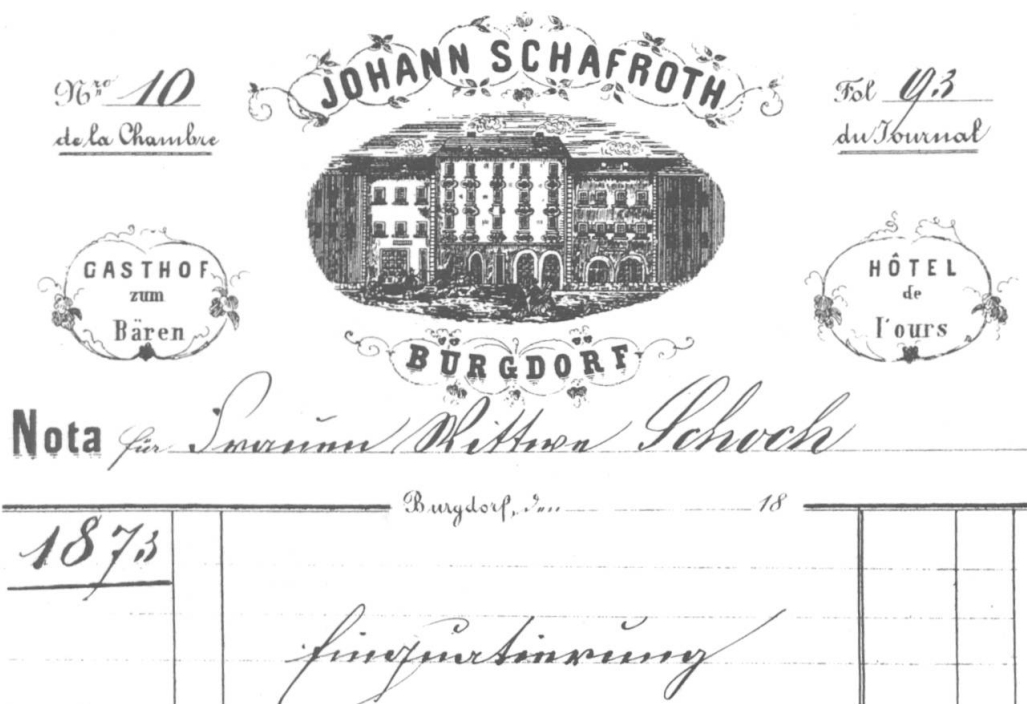 JOHANN SCHAFROTH
Nro 10
de la Chambre
Fol 93
du Journal
GASTHOF
zum
Bären
HÔTEL
de
l'ours
BURGDORF
Nota für Frauen Wittwe Schoch
Burgdorf, den 18
1873
Einquatierung